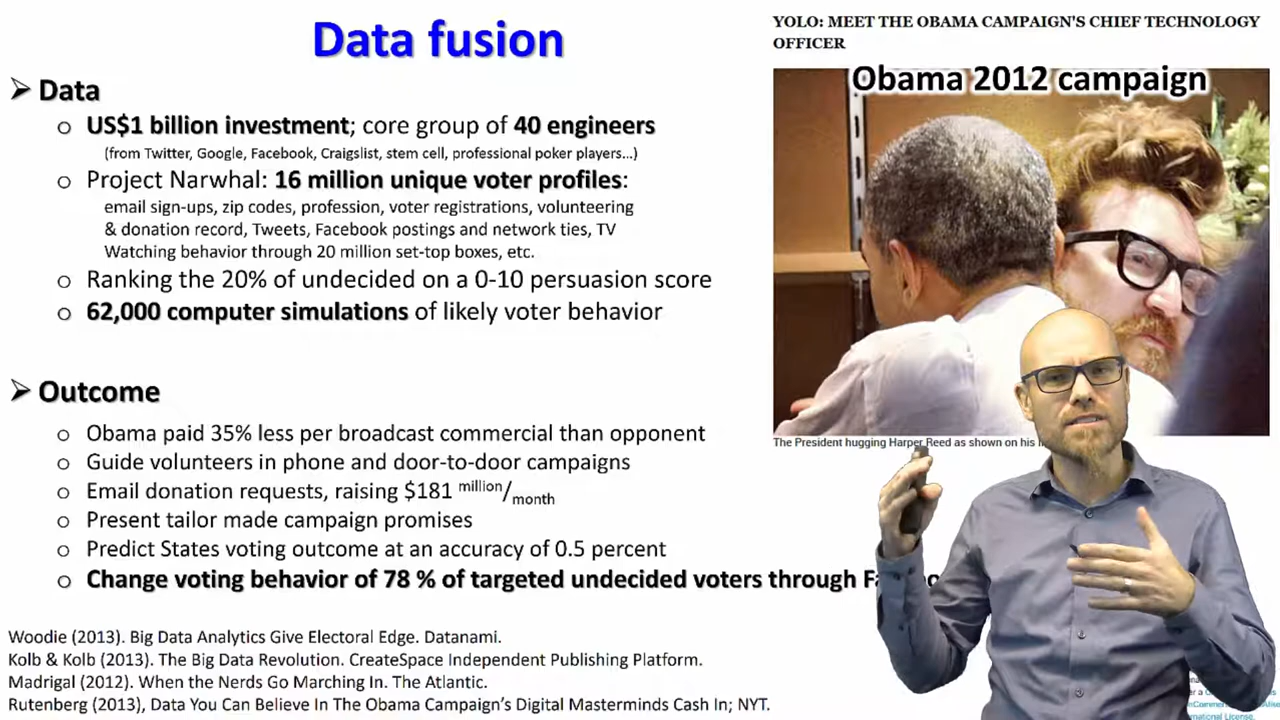 Data fusion
➢ Data
o US$1 billion investment; core group of 40 engineers
(from Twitter, Google, Facebook, Craigslist, stem cell, professional poker players...)
o Project Narwhal: 16 million unique voter profiles:
email sign-ups, zip codes, profession, voter registrations, volunteering
& donation record, Tweets, Facebook postings and network ties, TV
Watching behavior through 20 million set-top boxes, etc.
o Ranking the 20% of undecided on a 0-10 persuasion score
o 62,000 computer simulations of likely voter behavior
➢ Outcome
o Obama paid 35% less per broadcast commercial than opponent
o Guide volunteers in phone and door-to-door campaigns
o Email donation requests, raising $181 million/month
o Present tailor made campaign promises
o Predict States voting outcome at an accuracy of 0.5 percent
o Change voting behavior of 78 % of targeted undecided voters through
Woodie (2013). Big Data Analytics Give Electoral Edge. Datanami.
Kolb & Kolb (2013). The Big Data Revolution. CreateSpace Independent Publishing Platform.
Madrigal (2012). When the Nerds Go Marching In. The Atlantic.
Rutenberg (2013), Data You Can Believe In The Obama Campaign's Digital Masterminds Cash In; NYT.
YOLO: MEET THE OBAMA CAMPAIGN'S CHIEF TECHNOLOGY
OFFICER
Obama 2012 campaign
The President hugging Harper Reed as shown on his
License.